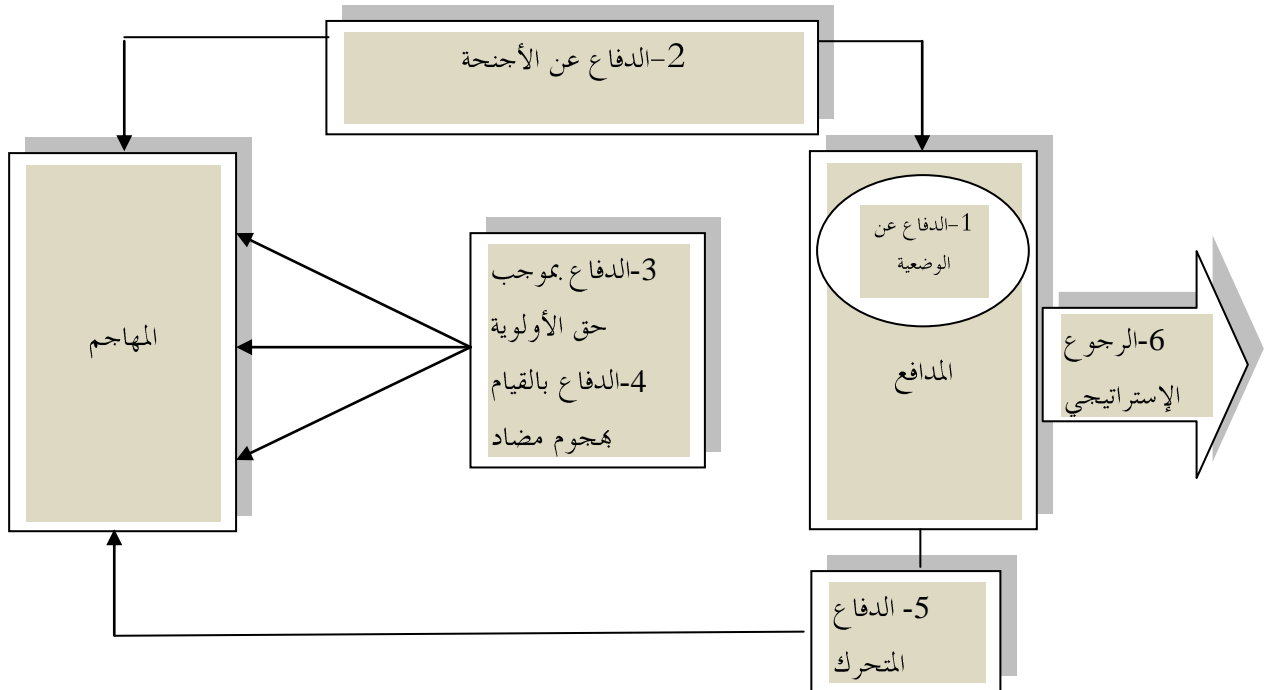 2–الدفاع عن الأجنحة
1–الدفاع عن
الوضعية
المدافع
3-الدفاع بموجب
حق الأولوية
4-الدفاع بالقيام
بهجوم مضاد
المهاجم
5- الدفاع
المتحرك
6-الرجوع
الإستراتيجي